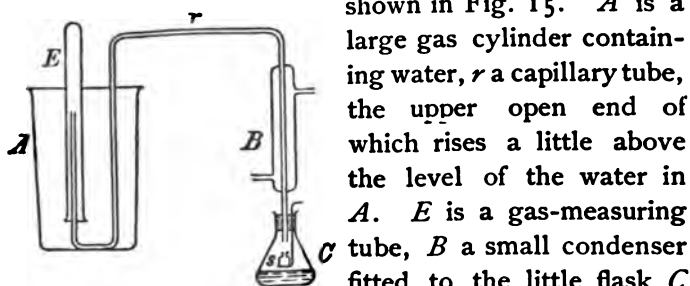 r
E
A
B
C
s
shown in Fig. 15. A is a
large gas cylinder contain-
ing water, r a capillary tube,
the upper open end of
which rises a little above
the level of the water in
A. E is a gas-measuring
tube, B a small condenser
fitted to the little flask C